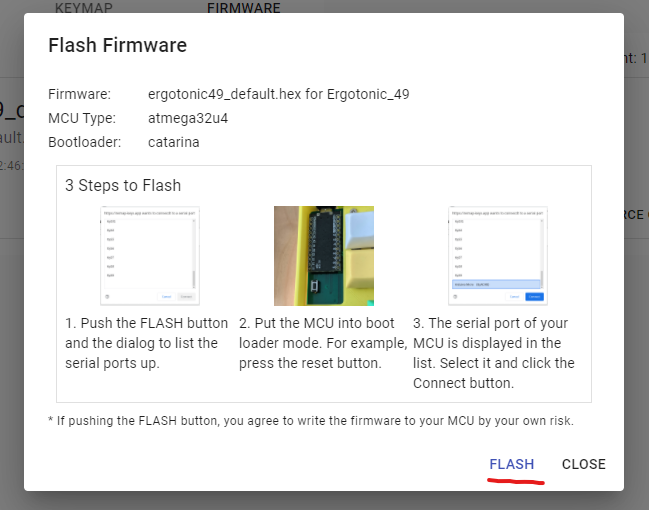 KEYMAP
FIRMWARE
Flash Firmware
Firmware: ergotonic49_default.hex for Ergotonic_49
MCU Type: atmega32u4
Bootloader: catarina
3 Steps to Flash
1. Push the FLASH button
and the dialog to list the
serial ports up.
2. Put the MCU into boot
loader mode. For example,
press the reset button.
3. The serial port of your
MCU is displayed in the
list. Select it and click the
Connect button.
* If pushing the FLASH button, you agree to write the firmware to your MCU by your own risk.
FLASH CLOSE